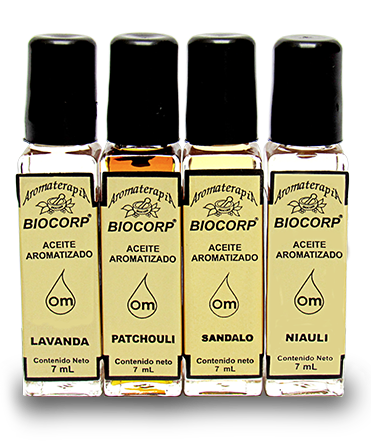 Aromaterapia
BIOCORP®
ACEITE
AROMATIZADO
Om
LAVANDA
Contenido Neto
7 mL
Aromaterapia
BIOCORP®
ACEITE
AROMATIZADO
Om
PATCHOULI
Contenido Neto
7 mL
Aromaterapia
BIOCORP®
ACEITE
AROMATIZADO
Om
SANDALO
Contenido Neto
7 mL
Aromaterapia
BIOCORP®
ACEITE
AROMATIZADO
Om
NIAULI
Contenido Neto
7 mL